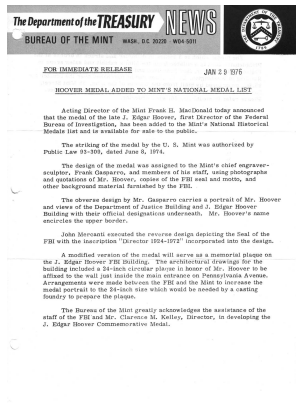 The Department of the TREASURY NEWS
BUREAU OF THE MINT WASH., D.C. 20220 - WO4-5011
FOR IMMEDIATE RELEASE JAN 29 1976
HOOVER MEDAL ADDED TO MINT'S NATIONAL MEDAL LIST
Acting Director of the Mint Frank H. MacDonald today announced
that the medal of the late J. Edgar Hoover, first Director of the Federal
Bureau of Investigation, has been added to the Mint's National Historical
Medals list and is available for sale to the public.
The striking of the medal by the U. S. Mint was authorized by
Public Law 93-309, dated June 8, 1974.
The design of the medal was assigned to the Mint's chief engraver-
sculptor, Frank Gasparro, and members of his staff, using photographs
and quotations of Mr. Hoover, copies of the FBI seal and motto, and
other background material furnished by the FBI.
The obverse design by Mr. Gasparro carries a portrait of Mr. Hoover
and views of the Department of Justice Building and J. Edgar Hoover
Building with their official designations underneath. Mr. Hoover's name
encircles the upper half.
John Mercanti executed the reverse design depicting the Seal of the
FBI with the inscription "Director 1924-1972" incorporated into the design.
A modified version of the medal will serve as a memorial plaque on
the J. Edgar Hoover FBI Building. The architectural drawings for the
building included a 24-inch circular plaque in honor of Mr. Hoover to be
affixed to the wall just inside the main entrance on Pennsylvania Avenue.
Arrangements were made between the FBI and the Mint to increase the
medal portrait to the 24-inch size which would be needed by a casting
foundry to prepare the plaque.
The Bureau of the Mint greatly acknowledges the assistance of the
staff of the FBI and Mr. Clarence M. Kelley, Director, in developing the
J. Edgar Hoover Commemorative Medal.